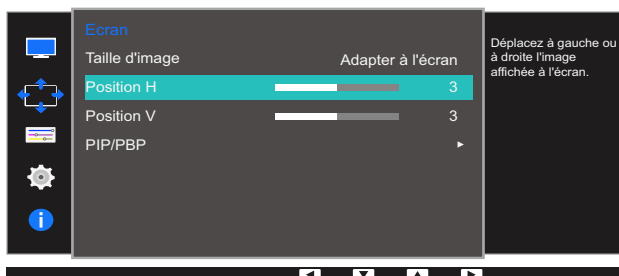 Ecran
Taille d'image Adapter à l'écran
Position H 3
Position V 3
PIP/PBP
Déplacez à gauche ou
à droite l'image
affichée à l'écran.